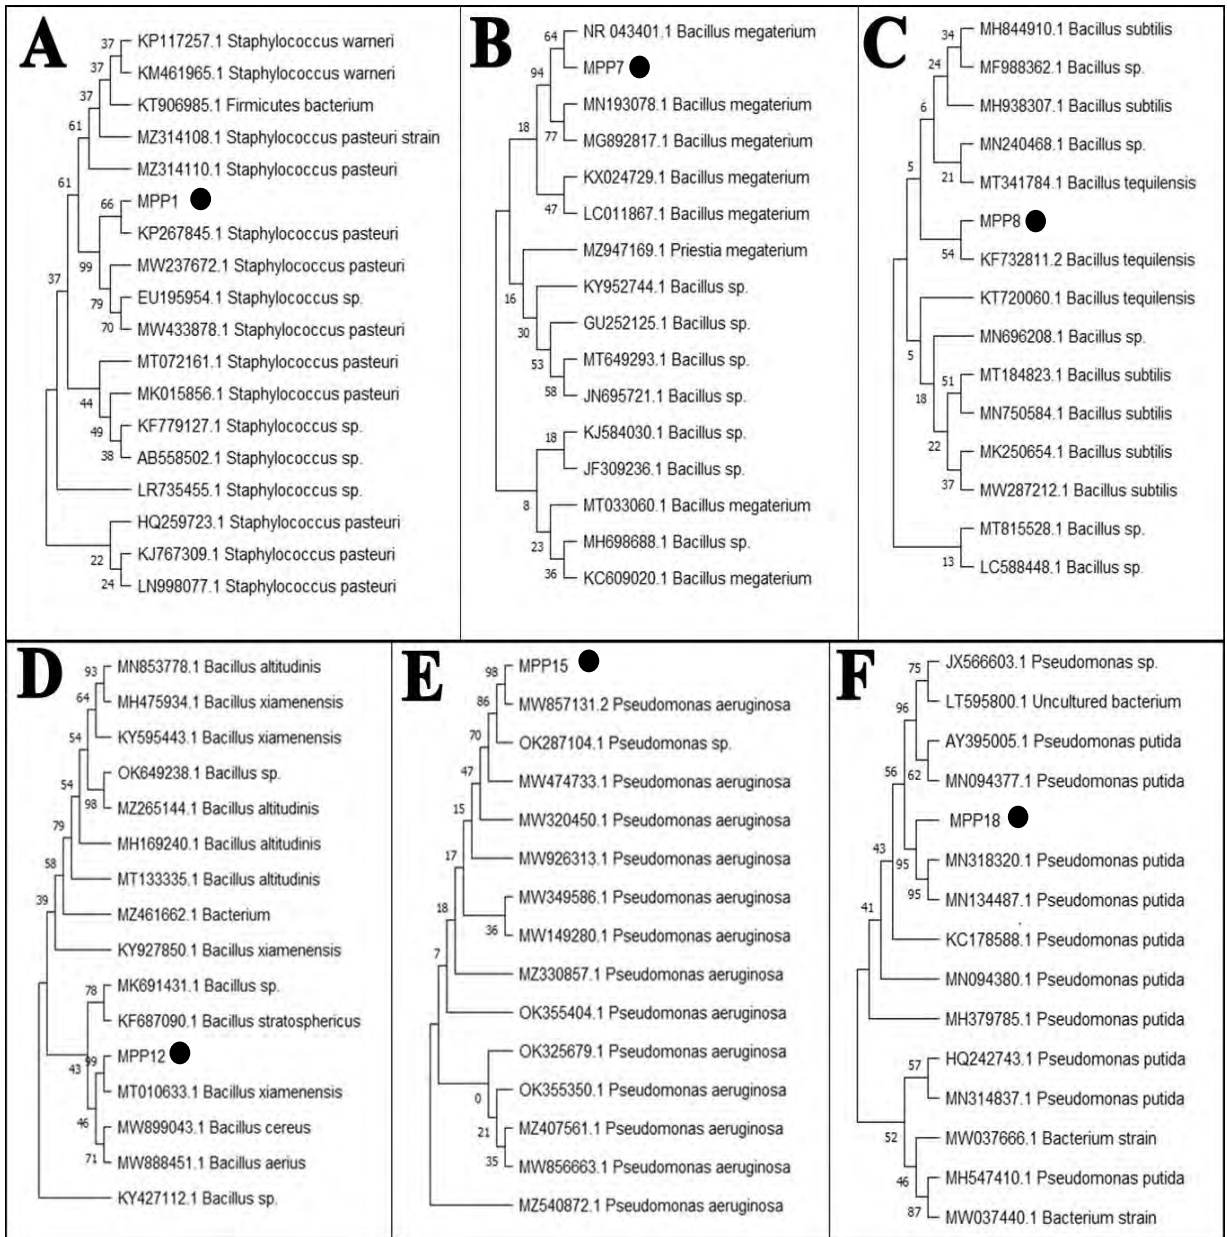 A
37
KP117257.1 Staphylococcus warneri
37
KM461965.1 Staphylococcus warneri
37
KT906985.1 Firmicutes bacterium
61
MZ314108.1 Staphylococcus pasteuri strain
61
MZ314110.1 Staphylococcus pasteuri
66
MPP1
KP267845.1 Staphylococcus pasteuri
99
MW237672.1 Staphylococcus pasteuri
37
79
EU195954.1 Staphylococcus sp.
70
MW433878.1 Staphylococcus pasteuri
MT072161.1 Staphylococcus pasteuri
44
MK015856.1 Staphylococcus pasteuri
49
KF779127.1 Staphylococcus sp.
38
AB558502.1 Staphylococcus sp.
LR735455.1 Staphylococcus sp.
HQ259723.1 Staphylococcus pasteuri
22
KJ767309.1 Staphylococcus pasteuri
24
LN998077.1 Staphylococcus pasteuri
B
64
NR 043401.1 Bacillus megaterium
94
MPP7
MN193078.1 Bacillus megaterium
18
77
MG892817.1 Bacillus megaterium
KX024729.1 Bacillus megaterium
47
LC011867.1 Bacillus megaterium
MZ947169.1 Priestia megaterium
16
KY952744.1 Bacillus sp.
30
GU252125.1 Bacillus sp.
53
MT649293.1 Bacillus sp.
58
JN695721.1 Bacillus sp.
18
KJ584030.1 Bacillus sp.
JF309236.1 Bacillus sp.
8
MT033060.1 Bacillus megaterium
23
MH698688.1 Bacillus sp.
36
KC609020.1 Bacillus megaterium
C
34
MH844910.1 Bacillus subtilis
24
MF988362.1 Bacillus sp.
6
MH938307.1 Bacillus subtilis
MN240468.1 Bacillus sp.
5
21
MT341784.1 Bacillus tequilensis
MPP8
54
KF732811.2 Bacillus tequilensis
KT720060.1 Bacillus tequilensis
5
MN696208.1 Bacillus sp.
18
51
MT184823.1 Bacillus subtilis
MN750584.1 Bacillus subtilis
22
MK250654.1 Bacillus subtilis
37
MW287212.1 Bacillus subtilis
MT815528.1 Bacillus sp.
13
LC588448.1 Bacillus sp.
D
93
MN853778.1 Bacillus altitudinis
64
MH475934.1 Bacillus xiamenensis
54
KY595443.1 Bacillus xiamenensis
54
OK649238.1 Bacillus sp.
98
MZ265144.1 Bacillus altitudinis
79
MH169240.1 Bacillus altitudinis
58
MT133335.1 Bacillus altitudinis
39
MZ461662.1 Bacterium
KY927850.1 Bacillus xiamenensis
78
MK691431.1 Bacillus sp.
KF687090.1 Bacillus stratosphericus
43
99
MPP12
MT010633.1 Bacillus xiamenensis
46
MW899043.1 Bacillus cereus
71
MW888451.1 Bacillus aerius
KY427112.1 Bacillus sp.
E
98
MPP15
86
MW857131.2 Pseudomonas aeruginosa
70
OK287104.1 Pseudomonas sp.
47
MW474733.1 Pseudomonas aeruginosa
15
MW320450.1 Pseudomonas aeruginosa
17
MW926313.1 Pseudomonas aeruginosa
MW349586.1 Pseudomonas aeruginosa
18
36
MW149280.1 Pseudomonas aeruginosa
7
MZ330857.1 Pseudomonas aeruginosa
OK355404.1 Pseudomonas aeruginosa
OK325679.1 Pseudomonas aeruginosa
0
OK355350.1 Pseudomonas aeruginosa
21
MZ407561.1 Pseudomonas aeruginosa
35
MW856663.1 Pseudomonas aeruginosa
MZ540872.1 Pseudomonas aeruginosa
F
75
JX566603.1 Pseudomonas sp.
96
LT595800.1 Uncultured bacterium
AY395005.1 Pseudomonas putida
56
62
MN094377.1 Pseudomonas putida
MPP18
43
95
MN318320.1 Pseudomonas putida
95
MN134487.1 Pseudomonas putida
41
KC178588.1 Pseudomonas putida
MN094380.1 Pseudomonas putida
MH379785.1 Pseudomonas putida
57
HQ242743.1 Pseudomonas putida
MN314837.1 Pseudomonas putida
52
MW037666.1 Bacterium strain
46
MH547410.1 Pseudomonas putida
87
MW037440.1 Bacterium strain